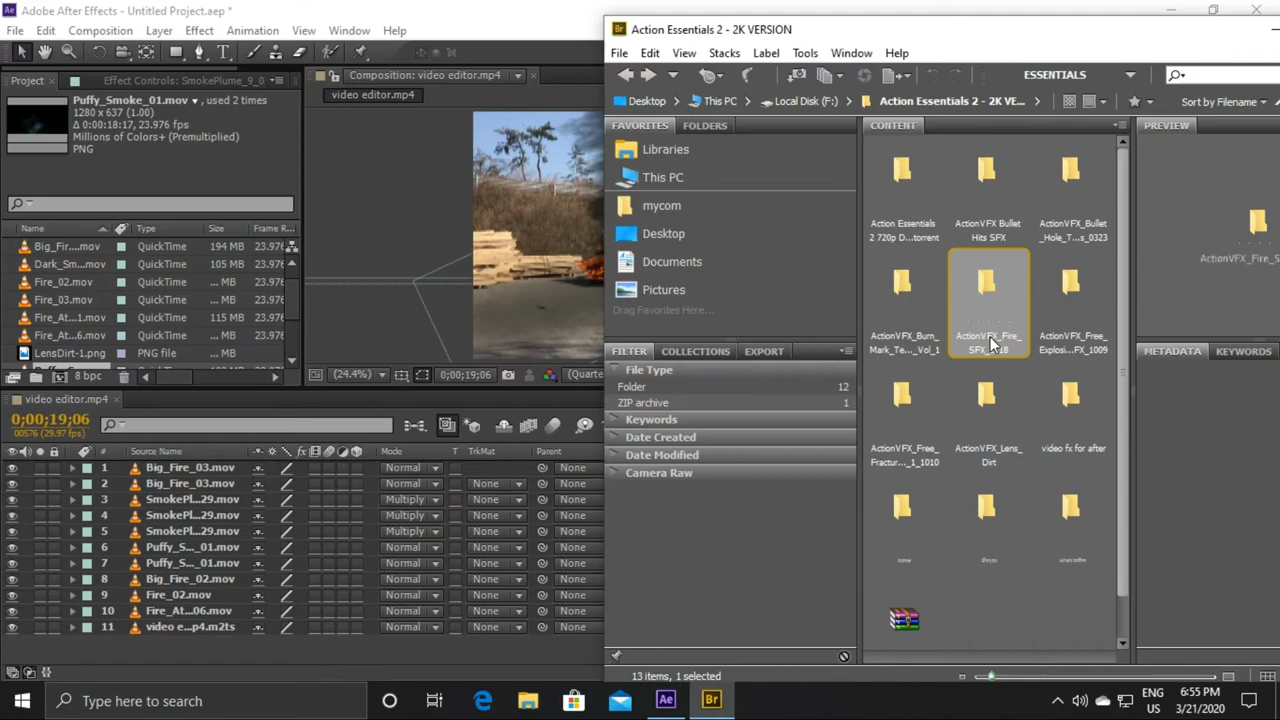 Adobe After Effects - Untitled Project.aep *
File Edit Composition Layer Effect Animation View Window Help
Project Effect Controls: SmokePlume_9_0
Puffy_Smoke_01.mov ▾, used 2 times
1280 x 637 (1.00)
Δ 0:00:18:17, 23.976 fps
Millions of Colors+ (Premultiplied)
PNG
Name Type Size Frame R...
Big_Fir....mov QuickTime 194 MB 23.976
Dark_Sm...mov QuickTime 105 MB 23.976
Fire_02.mov QuickTime ... MB 23.976
Fire_03.mov QuickTime ... MB 23.976
Fire_At...1.mov QuickTime 115 MB 23.976
Fire_A...6.mov QuickTime ... MB 23.976
LensDirt-1.png PNG file ... MB
8 bpc
Composition: video editor.mp4
video editor.mp4
(24.4%) 0;00;19;06 (Quarte
video editor.mp4
0;00;19;06
00576 (29.97 fps)
# Source Name Mode T TrkMat Parent
1 Big_Fire_03.mov Normal None
2 Big_Fire_03.mov Normal None None
3 SmokePl...29.mov Multiply None None
4 SmokePl...29.mov Multiply None None
5 SmokePl...29.mov Multiply None None
6 Puffy_S..._01.mov Normal None None
7 Puffy_S..._01.mov Normal None None
8 Big_Fire_02.mov Normal None None
9 Fire_02.mov Normal None None
10 Fire_At...06.mov Normal None None
11 video e...p4.m2ts Normal None None
Action Essentials 2 - 2K VERSION
File Edit View Stacks Label Tools Window Help
ESSENTIALS
Desktop This PC Local Disk (F:) Action Essentials 2 - 2K VE...
Sort by Filename
FAVORITES FOLDERS
Libraries
This PC
mycom
Desktop
Documents
Pictures
Drag Favorites Here...
FILTER COLLECTIONS EXPORT
File Type
Folder 12
ZIP archive 1
Keywords
Date Created
Date Modified
Camera Raw
CONTENT
Action Essentials 2 720p D...torrent
ActionVFX Bullet Hits SFX
ActionVFX_Bullet_Hole_T...s_0323
ActionVFX_Burn_Mark_Te..._Vol_1
ActionVFX_Fire_
ActionVFX_Free_Explosi...FX_1009
ActionVFX_Free_Fractur..._1_1010
ActionVFX_Lens_Dirt
video fx for after
PREVIEW
ActionVFX_Fire_S
METADATA KEYWORDS
13 items, 1 selected
Type here to search
Ae Br
ENG
US
6:55 PM
3/21/2020